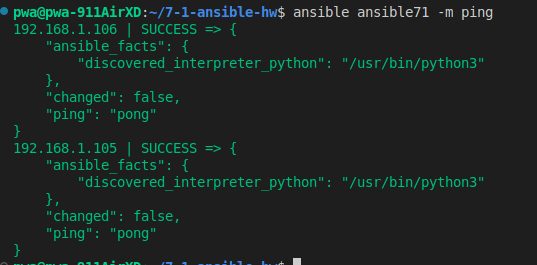 pwa@pwa-911AirXD:~/7-1-ansible-hw$ ansible ansible71 -m ping
192.168.1.106 | SUCCESS => {
    "ansible_facts": {
        "discovered_interpreter_python": "/usr/bin/python3"
    },
    "changed": false,
    "ping": "pong"
}
192.168.1.105 | SUCCESS => {
    "ansible_facts": {
        "discovered_interpreter_python": "/usr/bin/python3"
    },
    "changed": false,
    "ping": "pong"
}
pwa@pwa-911AirXD:~/7-1-ansible-hw$